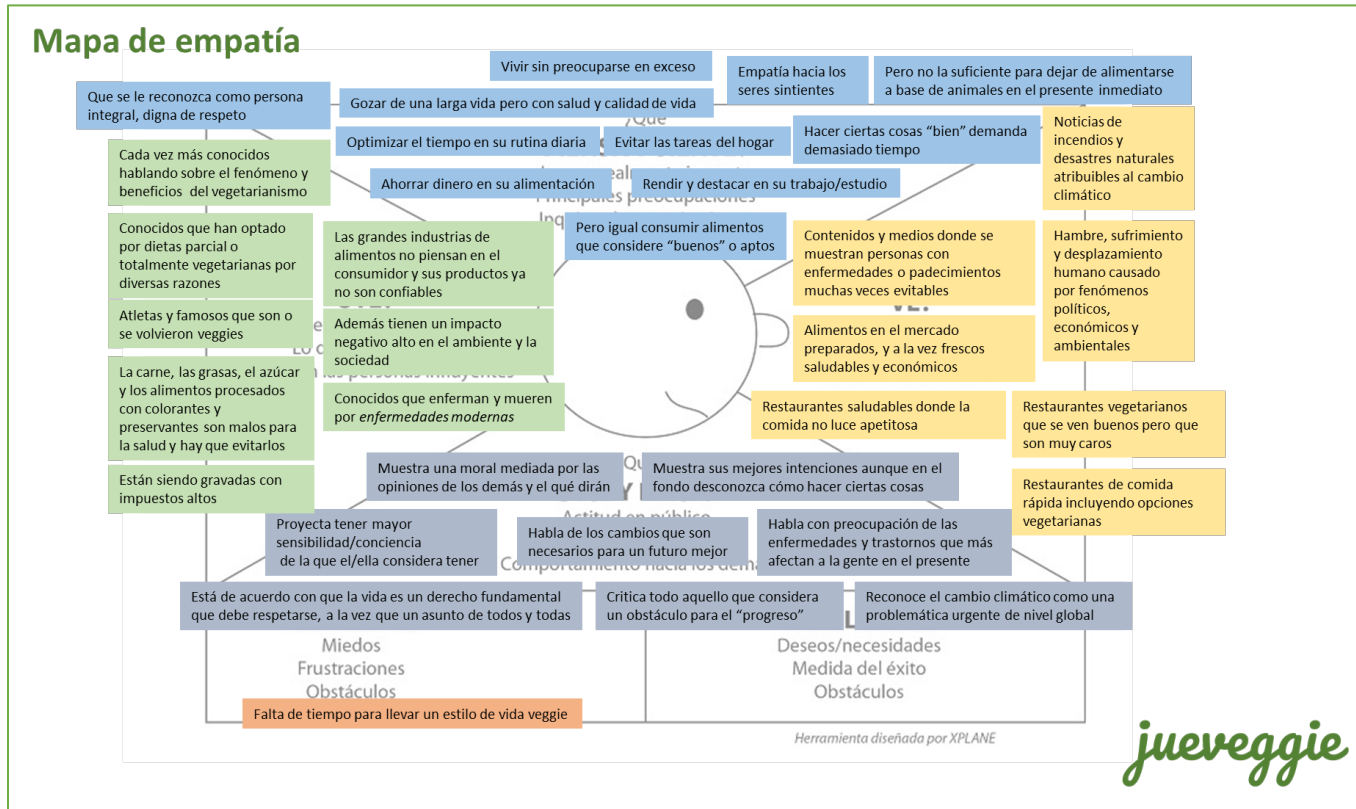 Mapa de empatía
Vivir sin preocuparse en exceso
Empatía hacia los
seres sintientes
Pero no la suficiente para dejar de alimentarse
a base de animales en el presente inmediato
Que se le reconozca como persona
integral, digna de respeto
Gozar de una larga vida pero con salud y calidad de vida
¿Qué
Optimizar el tiempo en su rutina diaria
Evitar las tareas del hogar
Hacer ciertas cosas “bien” demanda
demasiado tiempo
Ahorrar dinero en su alimentación
Rendir y destacar en su trabajo/estudio
Principales preocupaciones
Pero igual consumir alimentos
que considere “buenos” o aptos
Cada vez más conocidos
hablando sobre el fenómeno y
beneficios del vegetarianismo
Conocidos que han optado
por dietas parcial o
totalmente vegetarianas por
diversas razones
Atletas y famosos que son o
se volvieron veggies
La carne, las grasas, el azúcar
y los alimentos procesados
con colorantes y
preservantes son malos para
la salud y hay que evitarlos
Están siendo gravadas con
impuestos altos
Las grandes industrias de
alimentos no piensan en el
consumidor y sus productos ya
no son confiables
Además tienen un impacto
negativo alto en el ambiente y la
sociedad
las personas influyentes
Conocidos que enferman y mueren
por enfermedades modernas
Noticias de
incendios y
desastres naturales
atribuibles al cambio
climático
Contenidos y medios donde se
muestran personas con
enfermedades o padecimientos
muchas veces evitables
Hambre, sufrimiento
y desplazamiento
humano causado
por fenómenos
políticos,
económicos y
ambientales
Alimentos en el mercado
preparados, y a la vez frescos
saludables y económicos
Restaurantes saludables donde la
comida no luce apetitosa
Restaurantes vegetarianos
que se ven buenos pero que
son muy caros
Restaurantes de comida
rápida incluyendo opciones
vegetarianas
Muestra una moral mediada por las
opiniones de los demás y el qué dirán
Muestra sus mejores intenciones aunque en el
fondo desconozca cómo hacer ciertas cosas
Actitud en público
Proyecta tener mayor
sensibilidad/conciencia
de la que el/ella considera tener
Habla de los cambios que son
necesarios para un futuro mejor
Habla con preocupación de las
enfermedades y trastornos que más
afectan a la gente en el presente
Comportamiento hacia los demás
Está de acuerdo con que la vida es un derecho fundamental
que debe respetarse, a la vez que un asunto de todos y todas
Critica todo aquello que considera
un obstáculo para el “progreso”
Reconoce el cambio climático como una
problemática urgente de nivel global
Miedos
Frustraciones
Obstáculos
Falta de tiempo para llevar un estilo de vida veggie
Deseos/necesidades
Medida del éxito
Obstáculos
Herramienta diseñada por XPLANE
jueveggie